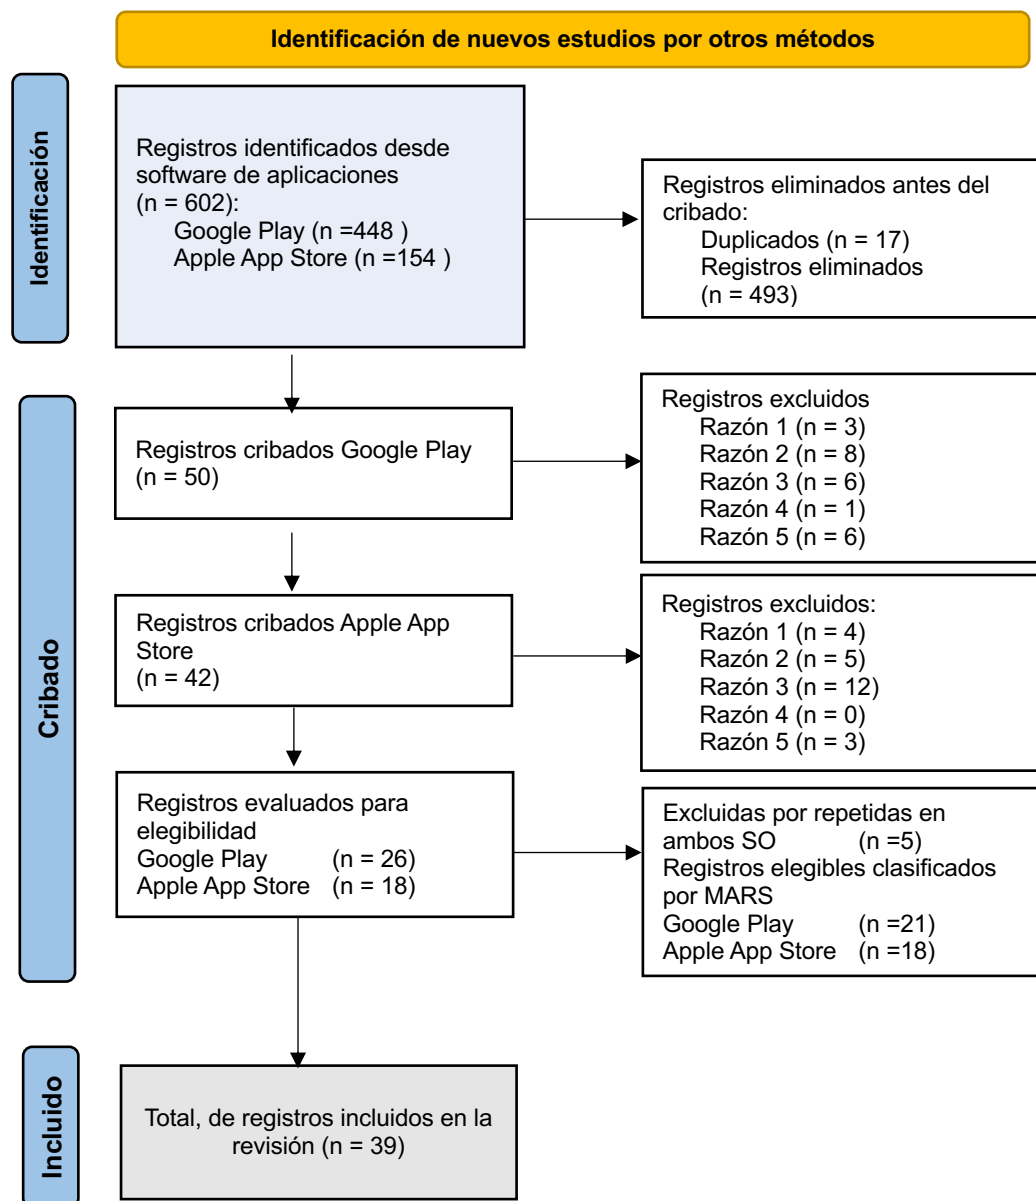 Identificación de nuevos estudios por otros métodos
Identificación
Registros identificados desde
software de aplicaciones
(n = 602):
Google Play (n =448 )
Apple App Store (n =154 )
Registros eliminados antes del
cribado:
Duplicados (n = 17)
Registros eliminados
(n = 493)
Cribado
Registros cribados Google Play
(n = 50)
Registros excluidos
Razón 1 (n = 3)
Razón 2 (n = 8)
Razón 3 (n = 6)
Razón 4 (n = 1)
Razón 5 (n = 6)
Registros cribados Apple App
Store
(n = 42)
Registros excluidos:
Razón 1 (n = 4)
Razón 2 (n = 5)
Razón 3 (n = 12)
Razón 4 (n = 0)
Razón 5 (n = 3)
Registros evaluados para
elegibilidad
Google Play (n = 26)
Apple App Store (n = 18)
Excluidas por repetidas en
ambos SO (n =5)
Registros elegibles clasificados
por MARS
Google Play (n =21)
Apple App Store (n =18)
Incluido
Total, de registros incluidos en la
revisión (n = 39)